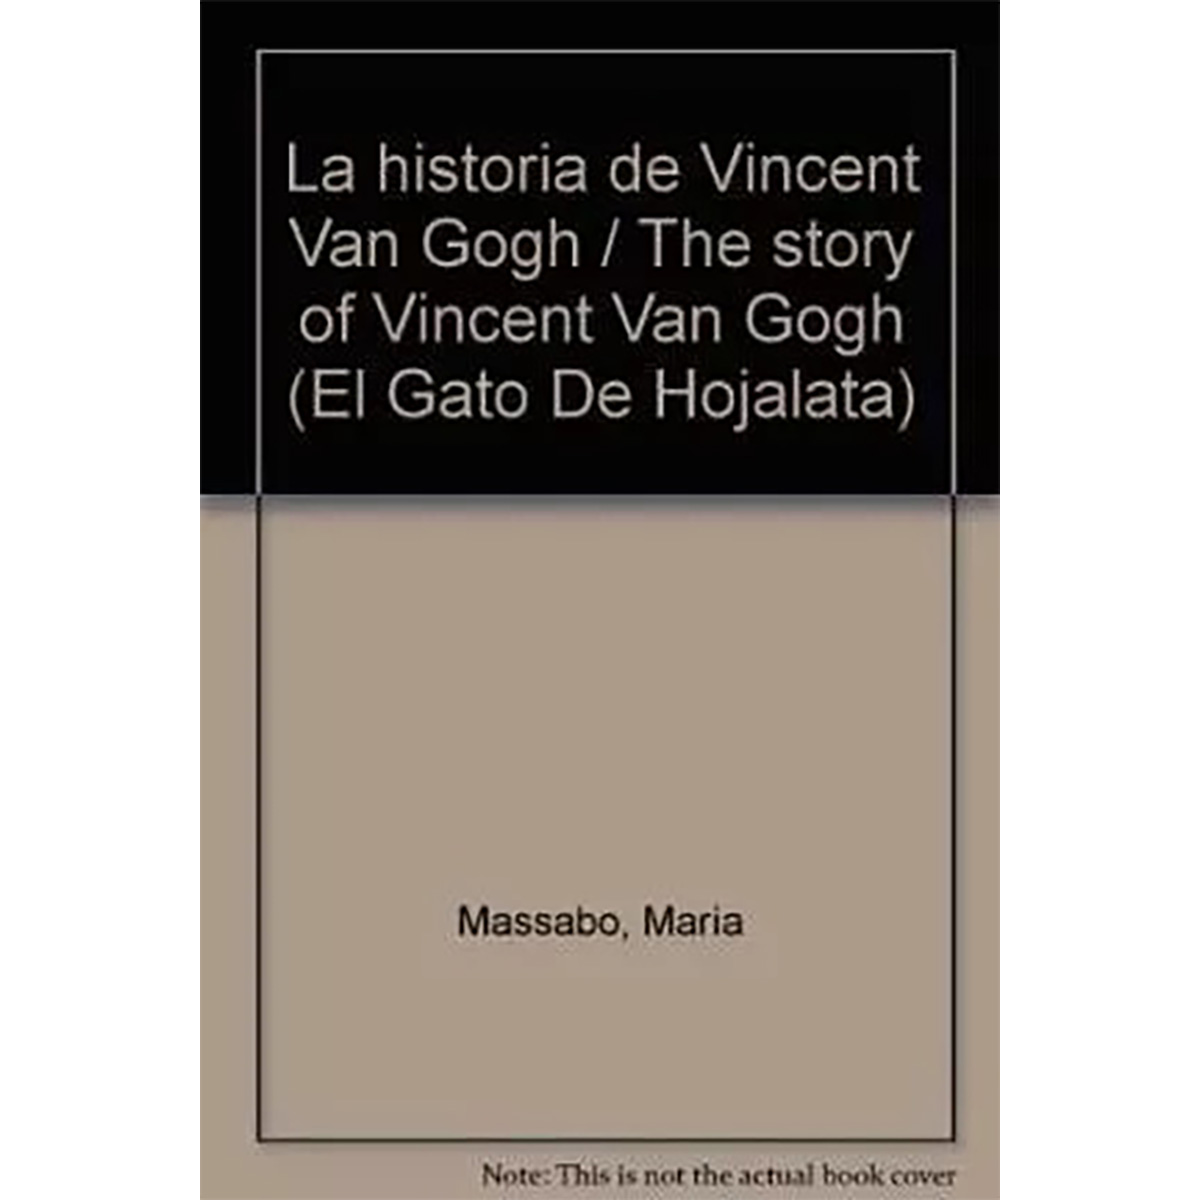 La historia de Vincent
Van Gogh / The story
of Vincent Van Gogh
(El Gato De Hojalata)
Massabo, Maria
Note: This is not the actual book cover